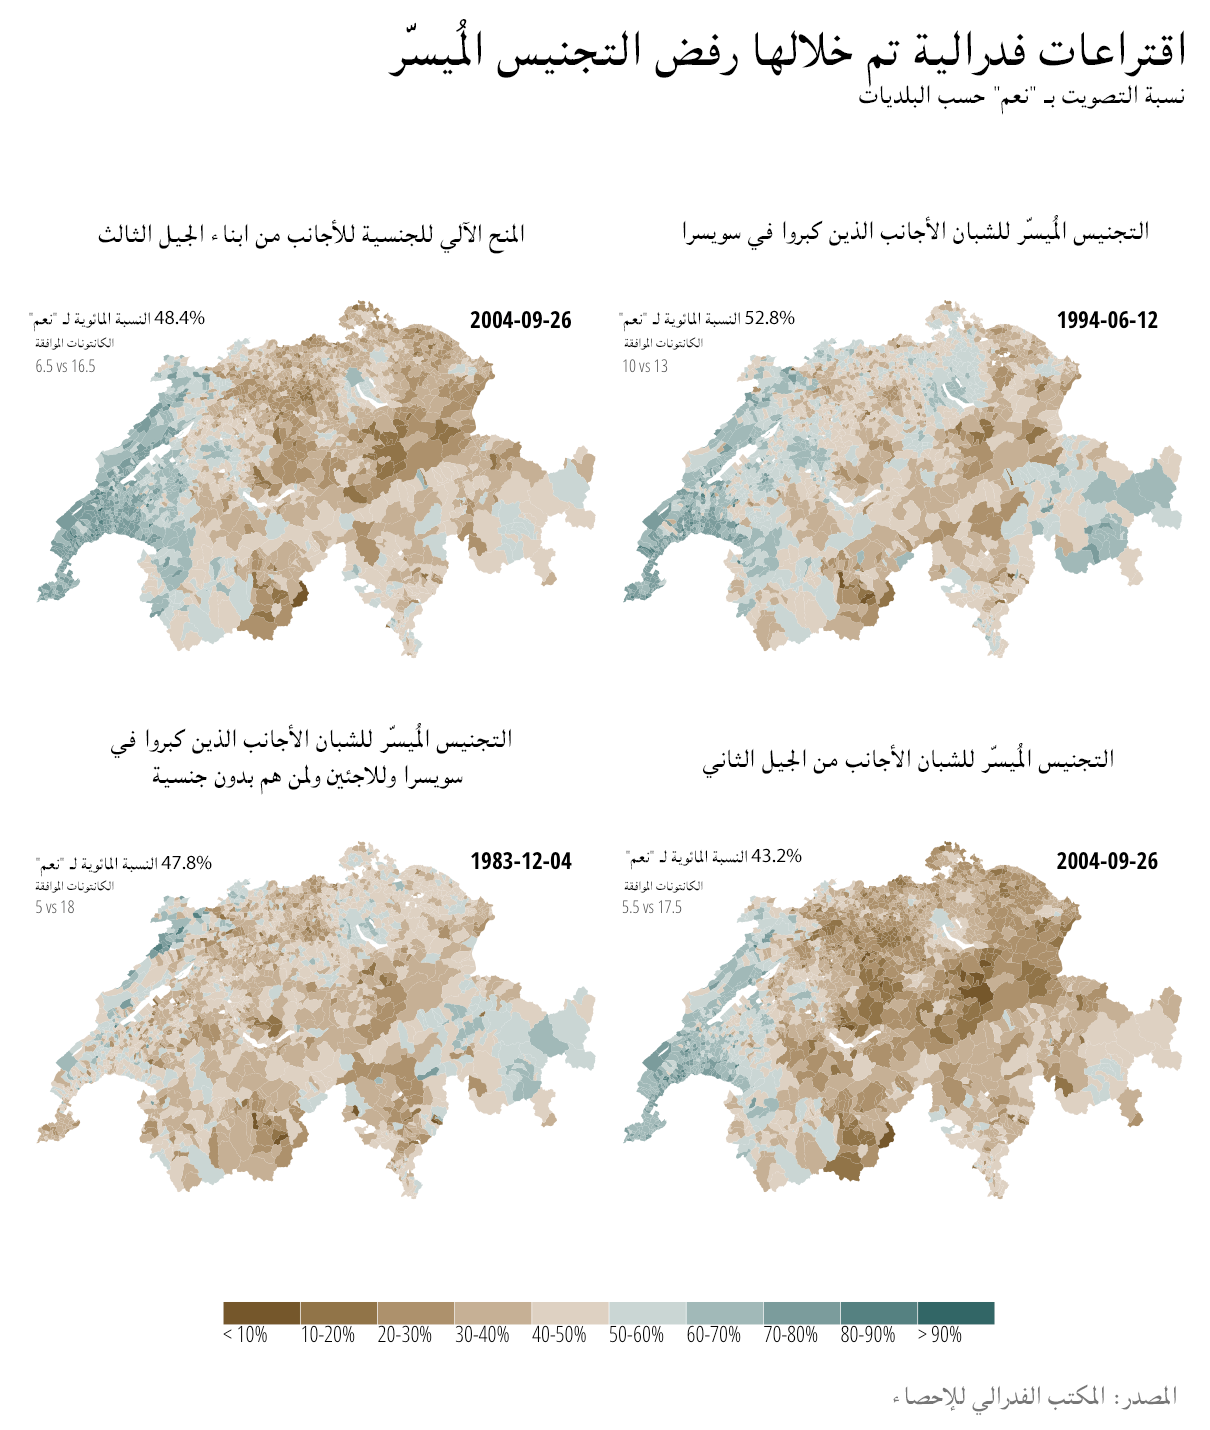 اقتراعات فدرالية تم خلالها رفض التجنيس المُيسّر
نسبة التصويت بـ "نعم" حسب البلديات
التجنيس المُيسّر للشبان الأجانب الذين كبروا في سويسرا
1994-06-12
52.8% النسبة المائوية لـ "نعم"
الكانتونات الموافقة
10 vs 13
المنح الآلي للجنسية للأجانب من ابناء الجيل الثالث
2004-09-26
48.4% النسبة المائوية لـ "نعم"
الكانتونات الموافقة
6.5 vs 16.5
التجنيس المُيسّر للشبان الأجانب من الجيل الثاني
2004-09-26
43.2% النسبة المائوية لـ "نعم"
الكانتونات الموافقة
5.5 vs 17.5
التجنيس المُيسّر للشبان الأجانب الذين كبروا في
سويسرا وللاجئين ولمن هم بدون جنسية
1983-12-04
47.8% النسبة المائوية لـ "نعم"
الكانتونات الموافقة
5 vs 18
< 10% 10-20% 20-30% 30-40% 40-50% 50-60% 60-70% 70-80% 80-90% > 90%
المصدر: المكتب الفدرالي للإحصاء